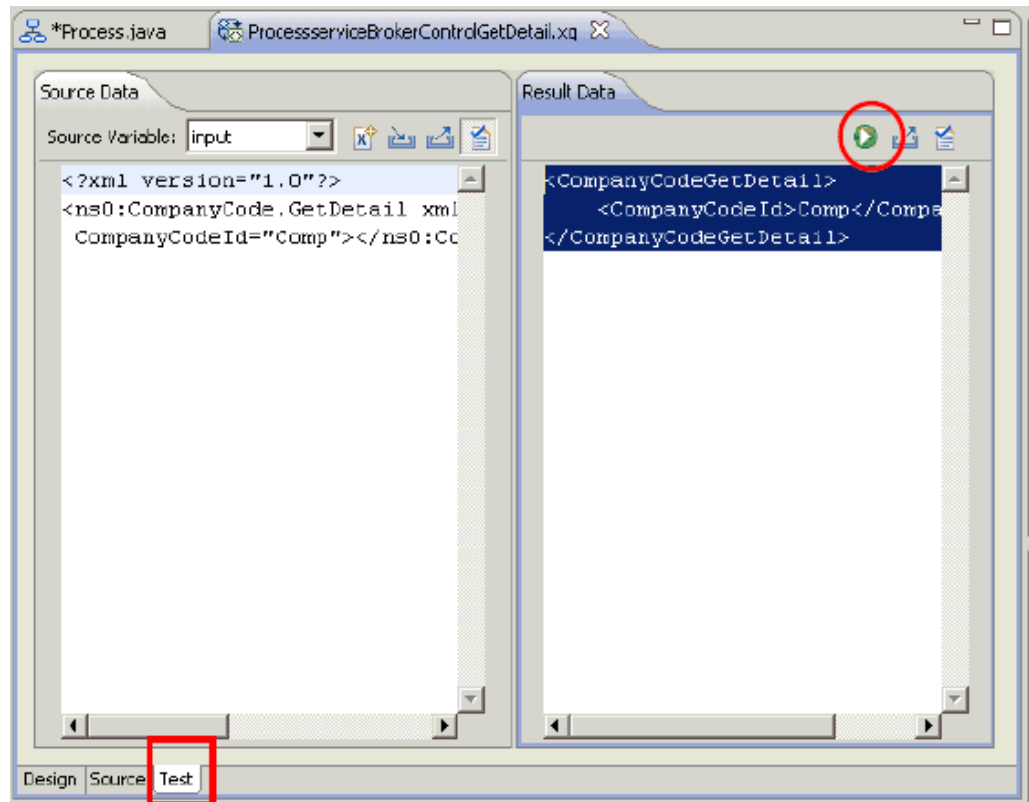 *Process.java
ProcessserviceBrokerControlGetDetail.xq
Source Data
Source Variable: input
<?xml version="1.0"?>
<ns0:CompanyCode.GetDetail xml
CompanyCodeId="Comp"></ns0:Co
Result Data
<CompanyCodeGetDetail>
<CompanyCodeId>Comp</Compa
</CompanyCodeGetDetail>
Design Source Test